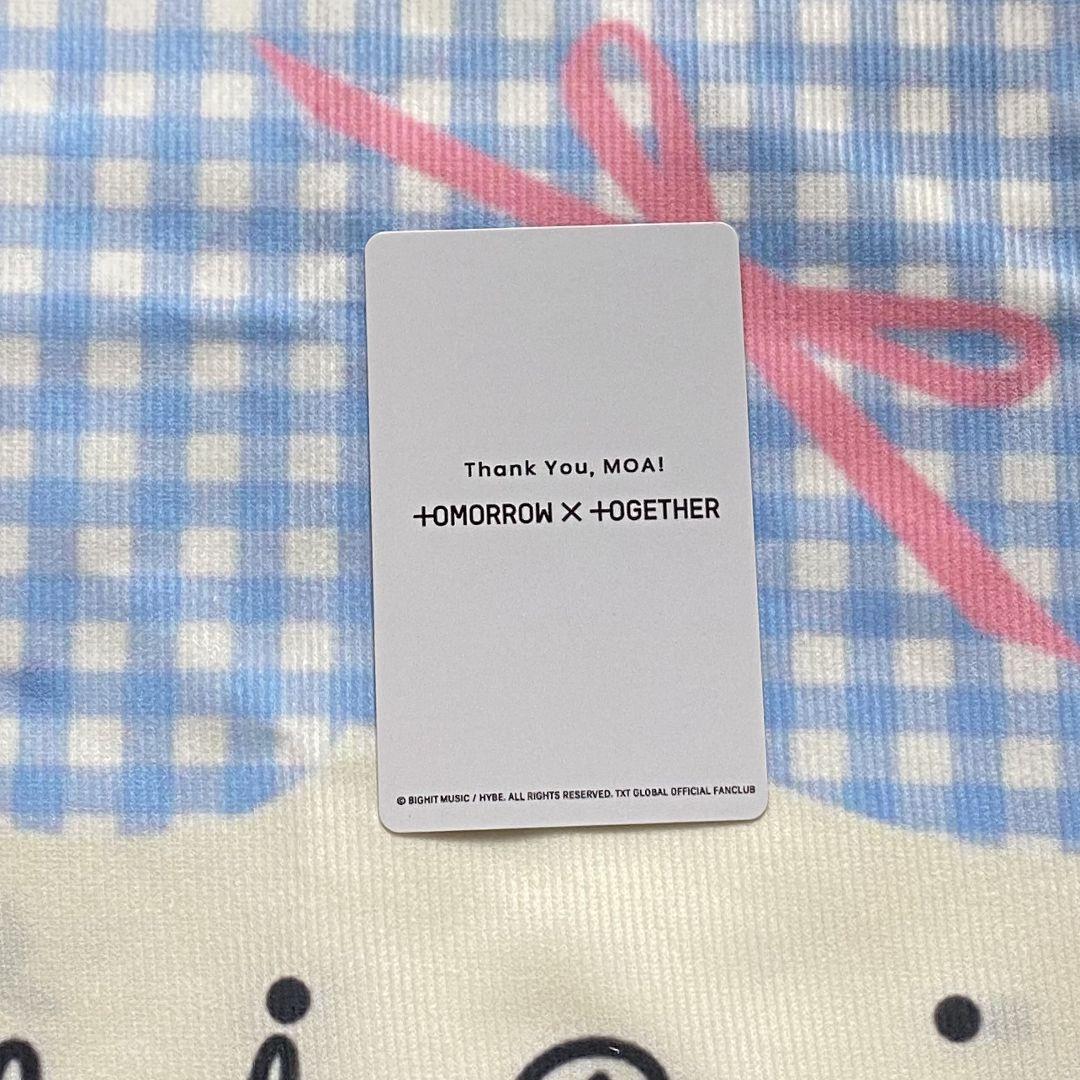 Thank You, MOA!
TOMORROW X TOGETHER
© BIGHIT MUSIC / HYBE. ALL RIGHTS RESERVED. TXT GLOBAL OFFICIAL FANCLUB